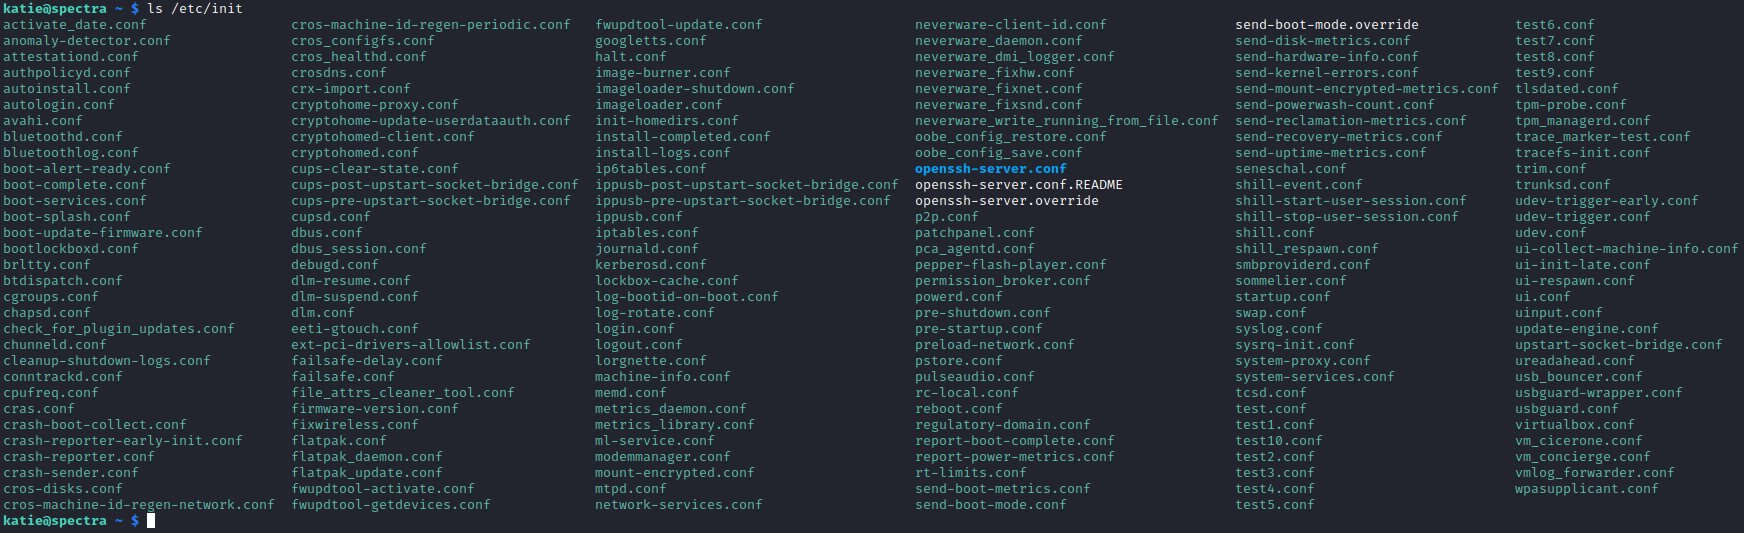 katie@spectra ~ $ ls /etc/init
activate_date.conf cros-machine-id-regen-periodic.conf fwupdtool-update.conf neverware-client-id.conf send-boot-mode.override test6.conf
anomaly-detector.conf cros_configfs.conf googletts.conf neverware_daemon.conf send-disk-metrics.conf test7.conf
attestationd.conf cros_healthd.conf halt.conf neverware_dmi_logger.conf send-hardware-info.conf test8.conf
authpolicyd.conf crosdns.conf image-burner.conf neverware_fixhw.conf send-kernel-errors.conf test9.conf
autoinstall.conf crx-import.conf imageloader-shutdown.conf neverware_fixnet.conf send-mount-encrypted-metrics.conf tlsdated.conf
autologin.conf cryptohome-proxy.conf imageloader.conf neverware_fixsnd.conf send-powerwash-count.conf tpm-probe.conf
avahi.conf cryptohome-update-userdataauth.conf init-homedirs.conf neverware_write_running_from_file.conf send-reclamation-metrics.conf tpm_managerd.conf
bluetoothd.conf cryptohomed-client.conf install-completed.conf oobe_config_restore.conf send-recovery-metrics.conf trace_marker-test.conf
bluetoothlog.conf cryptohomed.conf install-logs.conf oobe_config_save.conf send-uptime-metrics.conf tracefs-init.conf
boot-alert-ready.conf cups-clear-state.conf ip6tables.conf openssh-server.conf seneschal.conf trim.conf
boot-complete.conf cups-post-upstart-socket-bridge.conf ippusb-post-upstart-socket-bridge.conf openssh-server.conf.README shill-event.conf trunksd.conf
boot-services.conf cups-pre-upstart-socket-bridge.conf ippusb-pre-upstart-socket-bridge.conf openssh-server.override shill-start-user-session.conf udev-trigger-early.conf
boot-splash.conf cupsd.conf ippusb.conf p2p.conf shill-stop-user-session.conf udev-trigger.conf
boot-update-firmware.conf dbus.conf iptables.conf patchpanel.conf shill.conf udev.conf
bootlockboxd.conf dbus_session.conf journald.conf pca_agentd.conf shill_respawn.conf ui-collect-machine-info.conf
brltty.conf debugd.conf kerberosd.conf pepper-flash-player.conf smbproviderd.conf ui-init-late.conf
btdispatch.conf dlm-resume.conf lockbox-cache.conf permission_broker.conf sommelier.conf ui-respawn.conf
cgroups.conf dlm-suspend.conf log-bootid-on-boot.conf powerd.conf startup.conf ui.conf
chapsd.conf dlm.conf log-rotate.conf pre-shutdown.conf swap.conf uinput.conf
check_for_plugin_updates.conf eeti-gtouch.conf login.conf pre-startup.conf syslog.conf update-engine.conf
chunneld.conf ext-pci-drivers-allowlist.conf logout.conf preload-network.conf sysrq-init.conf upstart-socket-bridge.conf
cleanup-shutdown-logs.conf failsafe-delay.conf lorgnette.conf pstore.conf system-proxy.conf ureadahead.conf
conntrackd.conf failsafe.conf machine-info.conf pulseaudio.conf system-services.conf usb_bouncer.conf
cpufreq.conf file_attrs_cleaner_tool.conf memd.conf rc-local.conf tcsd.conf usbguard-wrapper.conf
cras.conf firmware-version.conf metrics_daemon.conf reboot.conf test.conf usbguard.conf
crash-boot-collect.conf fixwireless.conf metrics_library.conf regulatory-domain.conf test1.conf virtualbox.conf
crash-reporter-early-init.conf flatpak.conf ml-service.conf report-boot-complete.conf test10.conf vm_cicerone.conf
crash-reporter.conf flatpak_daemon.conf modemmanager.conf report-power-metrics.conf test2.conf vm_concierge.conf
crash-sender.conf flatpak_update.conf mount-encrypted.conf rt-limits.conf test3.conf vmlog_forwarder.conf
cros-disks.conf fwupdtool-activate.conf mtpd.conf send-boot-metrics.conf test4.conf wpasupplicant.conf
cros-machine-id-regen-network.conf fwupdtool-getdevices.conf network-services.conf send-boot-mode.conf test5.conf
katie@spectra ~ $